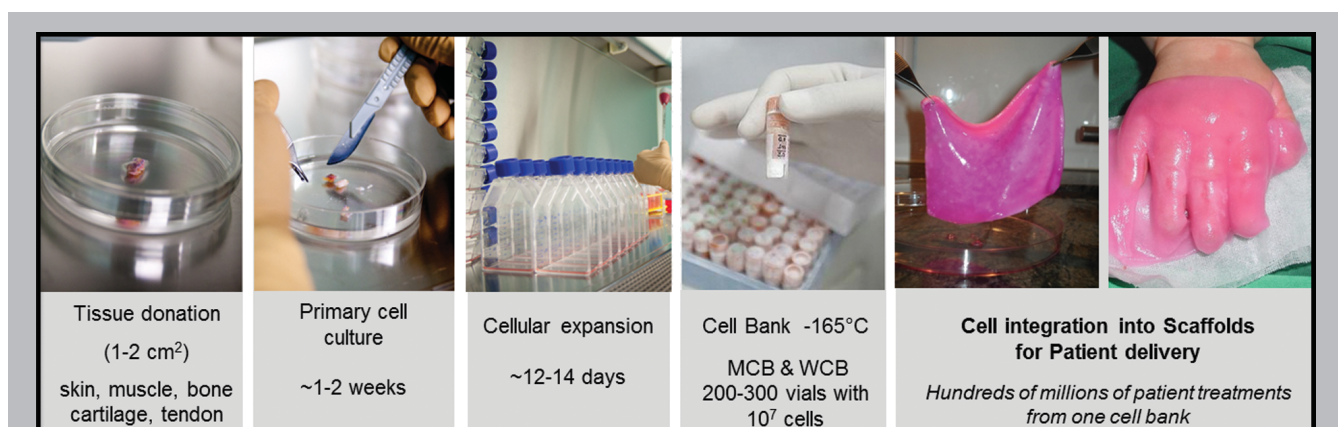 Tissue donation
(1-2 cm²)
skin, muscle, bone
cartilage, tendon
Primary cell
culture
~1-2 weeks
Cellular expansion
~12-14 days
Cell Bank -165°C
MCB & WCB
200-300 vials with
10⁷ cells
Cell integration into Scaffolds
for Patient delivery
Hundreds of millions of patient treatments
from one cell bank